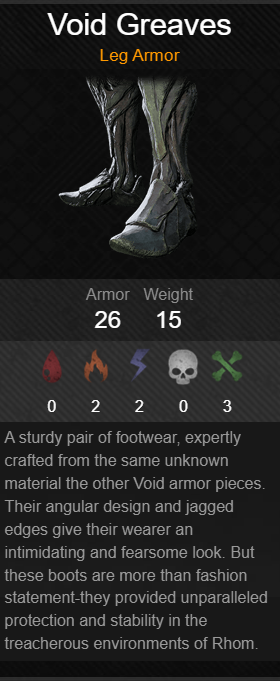 Void Greaves
Leg Armor
Armor Weight
26 15
0 2 2 0 3
A sturdy pair of footwear, expertly
crafted from the same unknown
material the other Void armor pieces.
Their angular design and jagged
edges give their wearer an
intimidating and fearsome look. But
these boots are more than fashion
statement-they provided unparalleled
protection and stability in the
treacherous environments of Rhom.